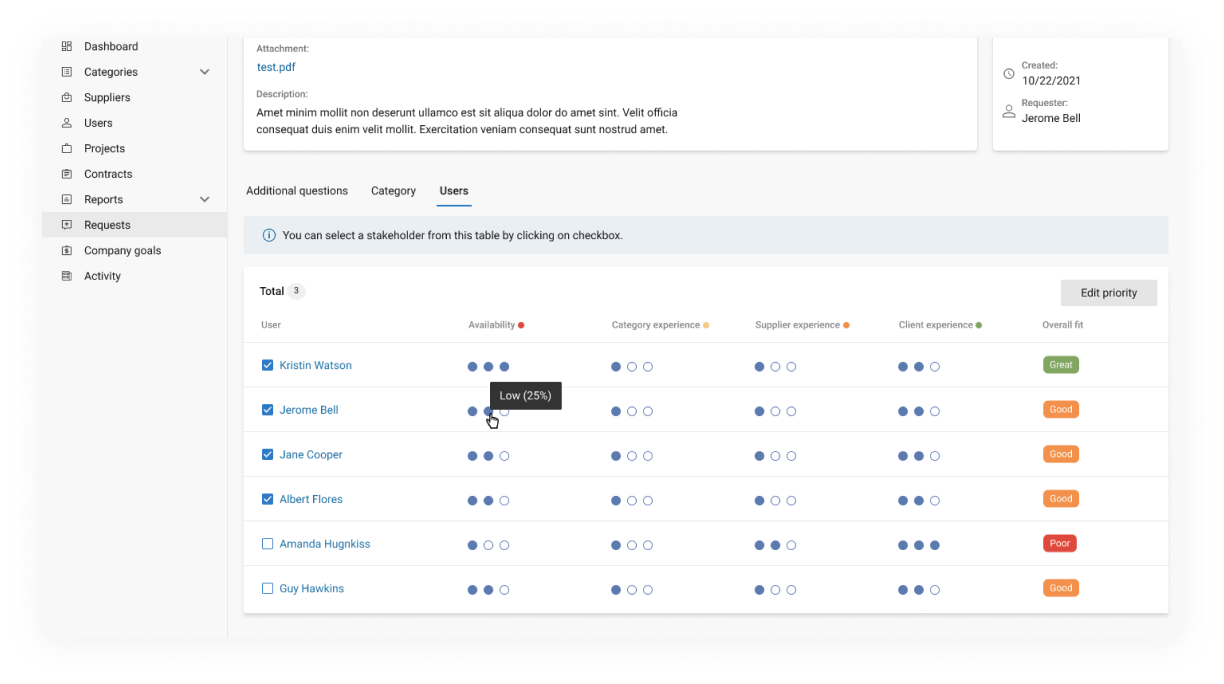 Dashboard
Categories
Suppliers
Users
Projects
Contracts
Reports
Requests
Company goals
Activity
Attachment:
test.pdf
Description:
Amet minim mollit non deserunt ullamco est sit aliqua dolor do amet sint. Velit officia
consequat duis enim velit mollit. Exercitation veniam consequat sunt nostrud amet.
Created:
10/22/2021
Requester:
Jerome Bell
Additional questions Category Users
You can select a stakeholder from this table by clicking on checkbox.
Total 3
Edit priority
User Availability Category experience Supplier experience Client experience Overall fit
Kristin Watson Great
Low (25%)
Jerome Bell Good
Jane Cooper Good
Albert Flores Good
Amanda Hugnkiss Poor
Guy Hawkins Good